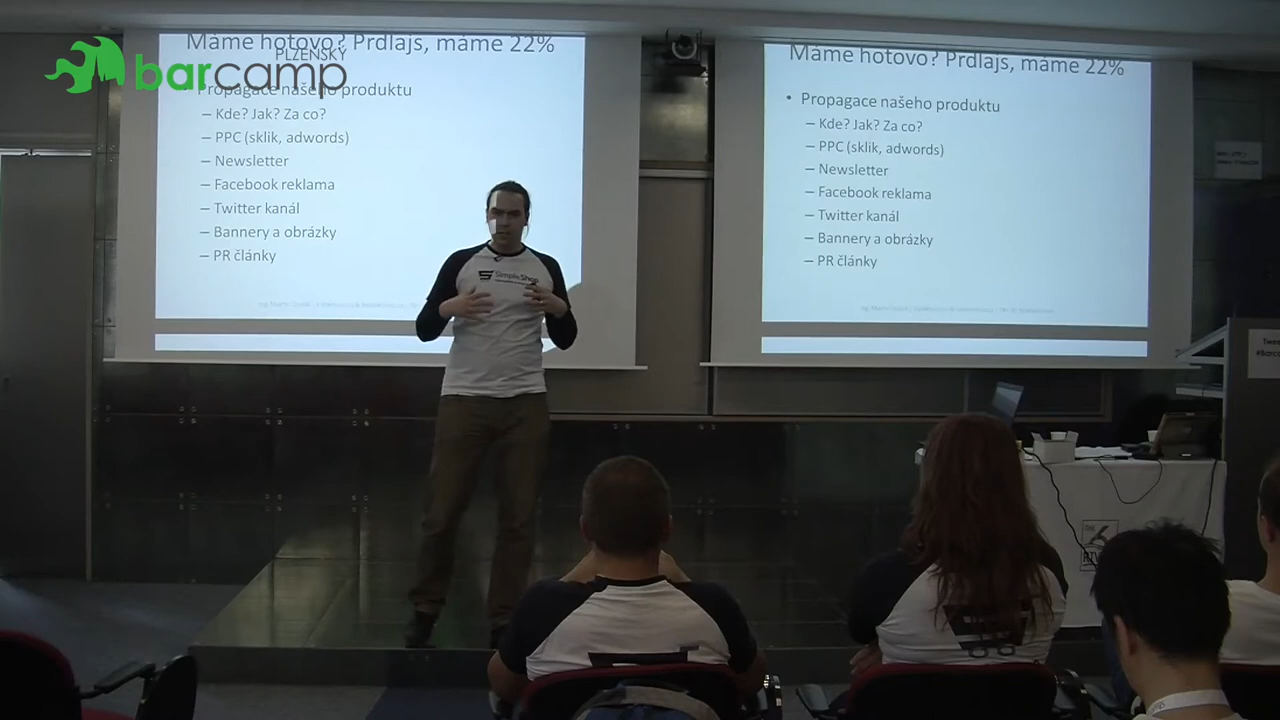 PLZEŇSKÝ
barcamp
Máme hotovo? Prdlajs, máme 22%
Propagace našeho produktu
– Kde? Jak? Za co?
– PPC (sklik, adwords)
– Newsletter
– Facebook reklama
– Twitter kanál
– Bannery a obrázky
– PR články
Máme hotovo? Prdlajs, máme 22%
• Propagace našeho produktu
– Kde? Jak? Za co?
– PPC (sklik, adwords)
– Newsletter
– Facebook reklama
– Twitter kanál
– Bannery a obrázky
– PR články
SimpleShop
THE